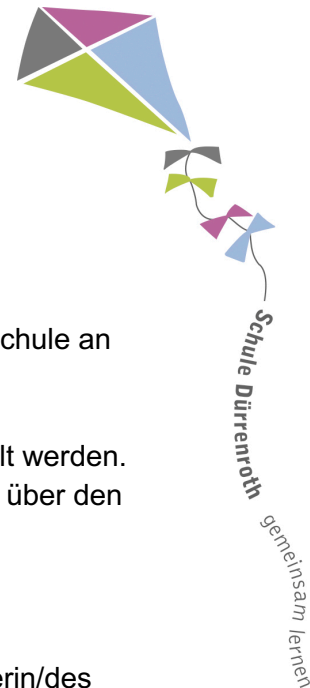 chule an
lt werden.
über den
erin/des
Schule Dürrenroth
gemeinsam lernen